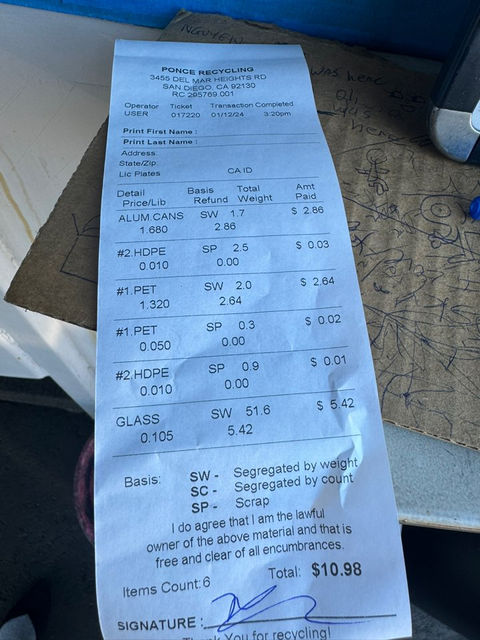 NGUYEN
was here
PONCE RECYCLING
3455 DEL MAR HEIGHTS RD
SAN DIEGO, CA 92130
RC 295769.001
Operator Ticket Transaction Completed
USER 017220 01/12/24 3:20pm
Print First Name :
Print Last Name :
Address:
State/Zip:
Lic Plates CA ID
Detail Basis Total Amt
Price/Lib Refund Weight Paid
ALUM.CANS SW 1.7 $ 2.86
1.680 2.86
#2.HDPE SP 2.5 $ 0.03
0.010 0.00
#1.PET SW 2.0 $ 2.64
1.320 2.64
#1.PET SP 0.3 $ 0.02
0.050 0.00
#2.HDPE SP 0.9 $ 0.01
0.010 0.00
GLASS SW 51.6 $ 5.42
0.105 5.42
Basis: SW - Segregated by weight
SC - Segregated by count
SP - Scrap
I do agree that I am the lawful
owner of the above material and that is
free and clear of all encumbrances.
Items Count: 6 Total: $10.98
SIGNATURE :
Thank You for recycling!